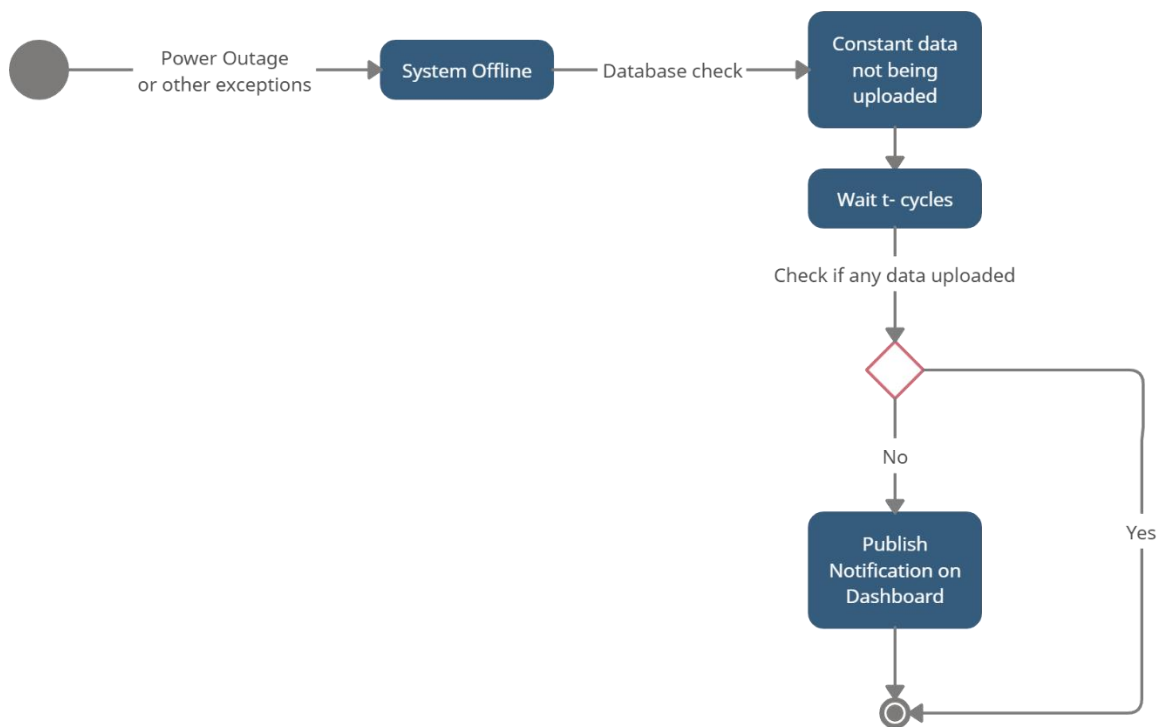 Power Outage
or other exceptions
System Offline
Database check
Constant data
not being
uploaded
Wait t- cycles
Check if any data uploaded
No
Yes
Publish
Notification on
Dashboard